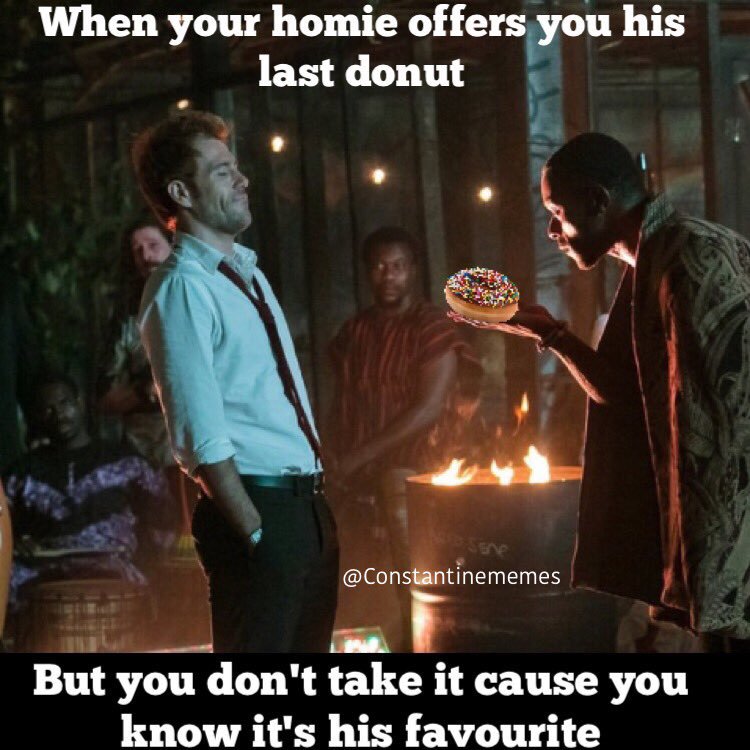 When your homie offers you his
last donut
@Constantinememes
But you don't take it cause you
know it's his favourite